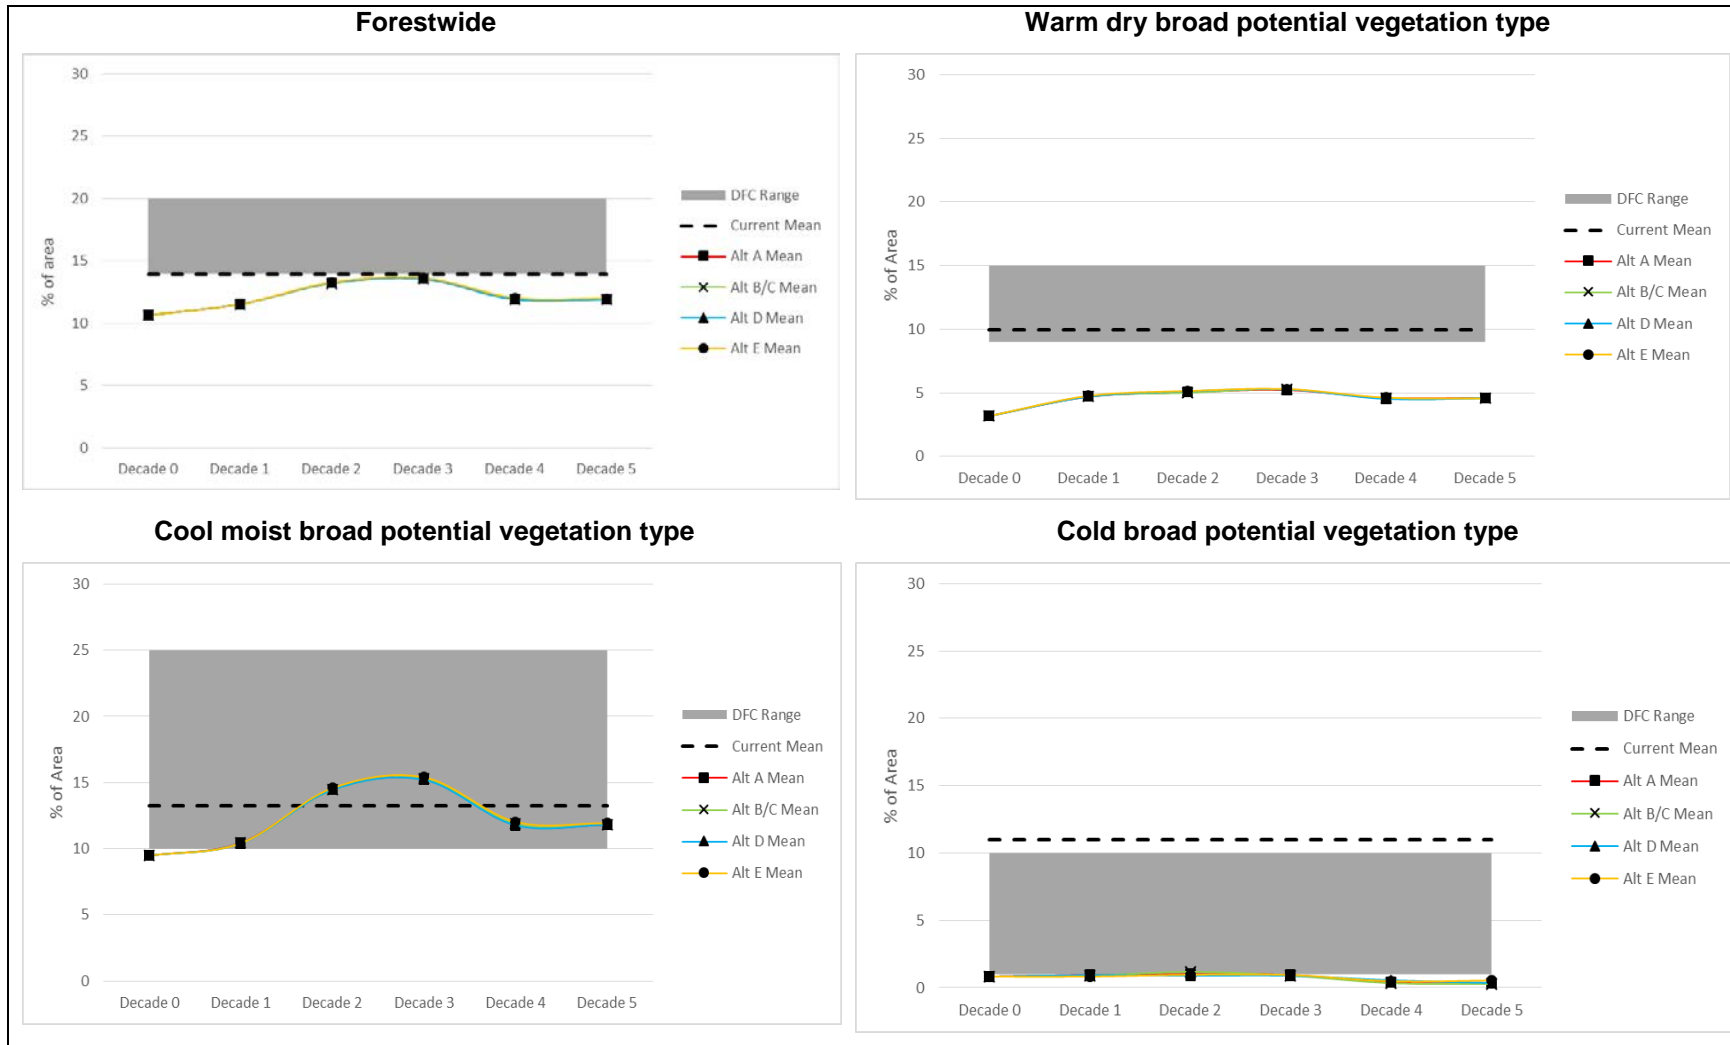 Forestwide
30
25
20
15
10
5
0
% of area
Decade 0 Decade 1 Decade 2 Decade 3 Decade 4 Decade 5
DFC Range
Current Mean
Alt A Mean
Alt B/C Mean
Alt D Mean
Alt E Mean
Warm dry broad potential vegetation type
30
25
20
15
10
5
0
% of Area
Decade 0 Decade 1 Decade 2 Decade 3 Decade 4 Decade 5
DFC Range
Current Mean
Alt A Mean
Alt B/C Mean
Alt D Mean
Alt E Mean
Cool moist broad potential vegetation type
30
25
20
15
10
5
0
% of Area
Decade 0 Decade 1 Decade 2 Decade 3 Decade 4 Decade 5
DFC Range
Current Mean
Alt A Mean
Alt B/C Mean
Alt D Mean
Alt E Mean
Cold broad potential vegetation type
30
25
20
15
10
5
0
% of Area
Decade 0 Decade 1 Decade 2 Decade 3 Decade 4 Decade 5
DFC Range
Current Mean
Alt A Mean
Alt B/C Mean
Alt D Mean
Alt E Mean